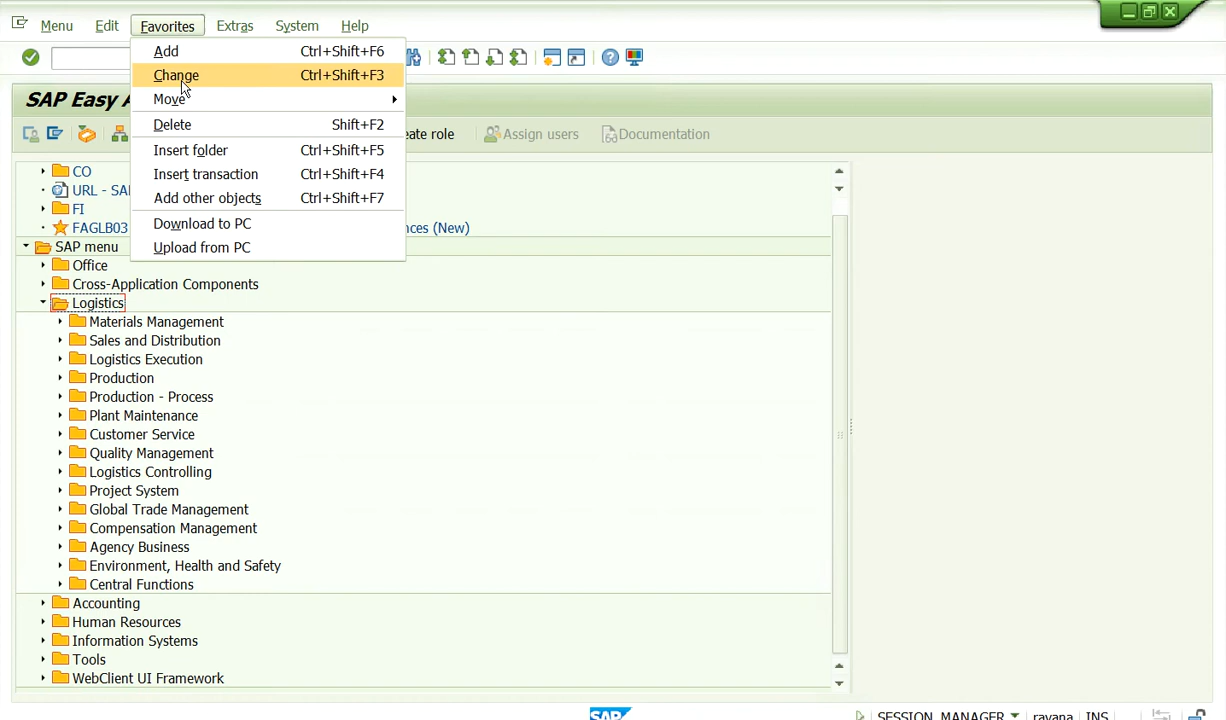 Menu Edit Favorites Extras System Help
Add Ctrl+Shift+F6
Change Ctrl+Shift+F3
Move
Delete Shift+F2
Insert folder Ctrl+Shift+F5
Insert transaction Ctrl+Shift+F4
Add other objects Ctrl+Shift+F7
Download to PC
Upload from PC
SAP Easy
eate role Assign users Documentation
CO
URL - SA
FI
FAGLB03 nces (New)
SAP menu
Office
Cross-Application Components
Logistics
Materials Management
Sales and Distribution
Logistics Execution
Production
Production - Process
Plant Maintenance
Customer Service
Quality Management
Logistics Controlling
Project System
Global Trade Management
Compensation Management
Agency Business
Environment, Health and Safety
Central Functions
Accounting
Human Resources
Information Systems
Tools
WebClient UI Framework
SAP SESSION_MANAGER rayana INS